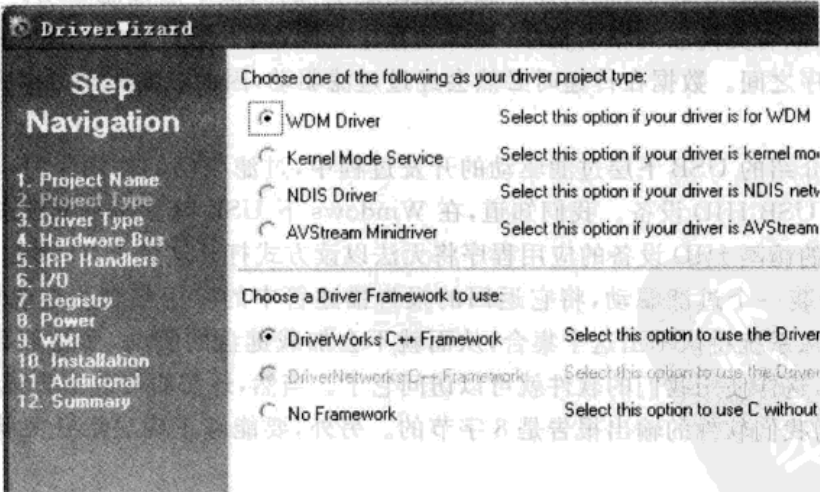 DriverWizard
Step
Navigation
1. Project Name
2. Project Type
3. Driver Type
4. Hardware Bus
5. IRP Handlers
6. I/O
7. Registry
8. Power
9. WMI
10. Installation
11. Additional
12. Summary
Choose one of the following as your driver project type:
WDM Driver Select this option if your driver is for WDM
Kernel Mode Service Select this option if your driver is kernel mo
NDIS Driver Select this option if your driver is NDIS netw
AVStream Minidriver Select this option if your driver is AVStream
Choose a Driver Framework to use:
DriverWorks C++ Framework Select this option to use the Driver
DriverNetworks C++ Framework Select this option to use the Driver
No Framework Select this option to use C without